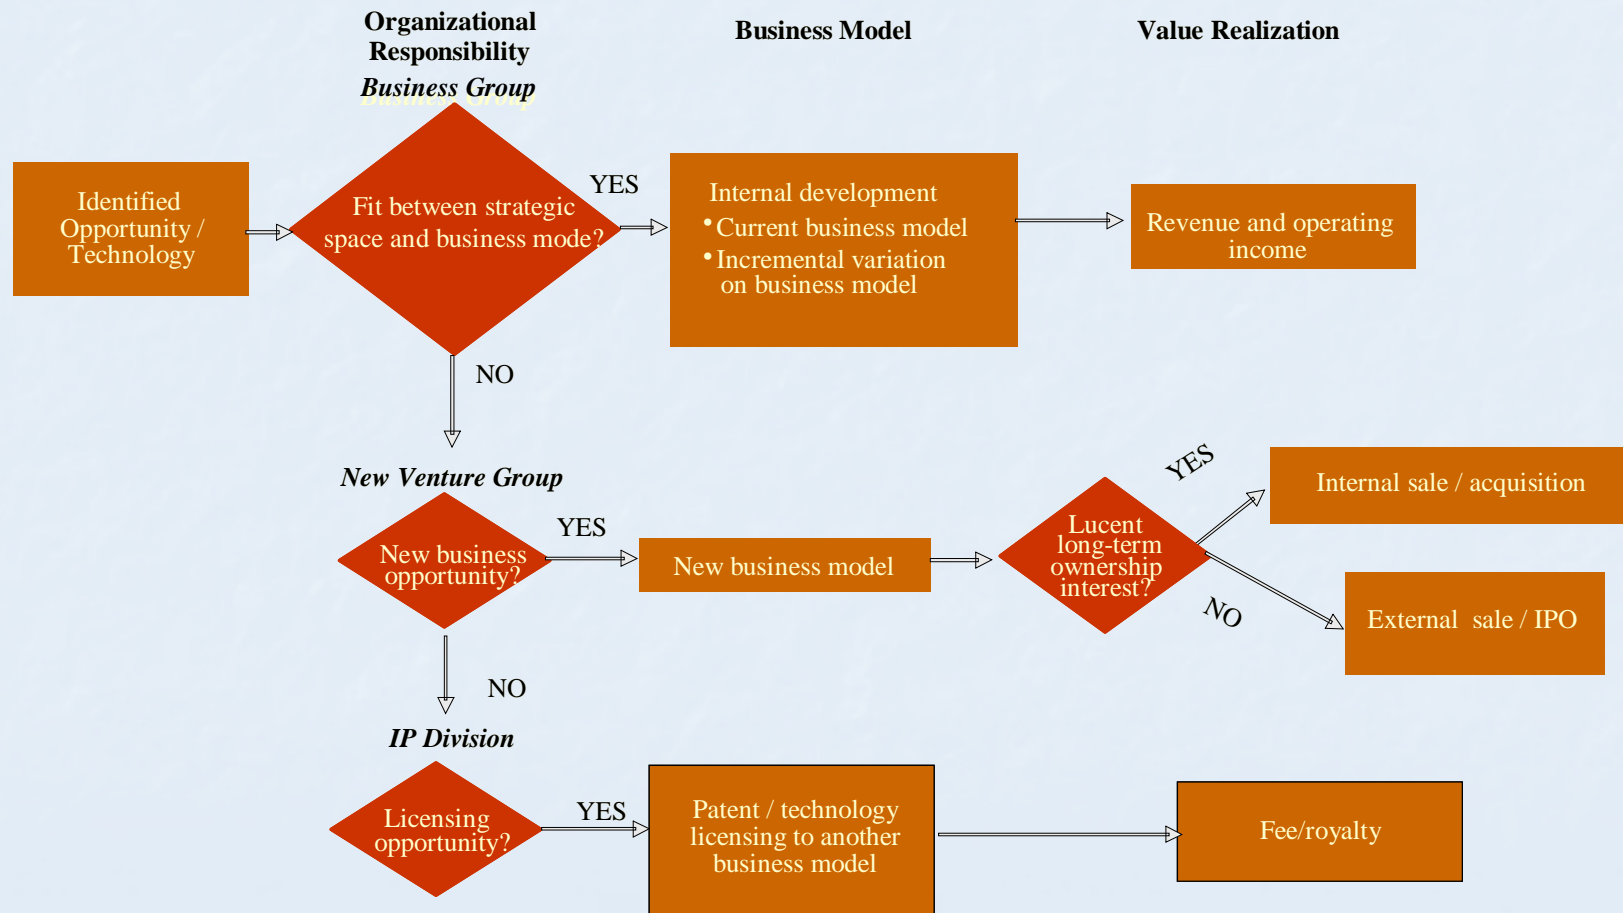 Organizational
Responsibility
Business Model
Value Realization
Business Group
Identified
Opportunity /
Technology
Fit between strategic
space and business mode?
YES
Internal development
• Current business model
• Incremental variation
on business model
Revenue and operating
income
NO
New Venture Group
New business
opportunity?
YES
New business model
Lucent
long-term
ownership
interest?
YES
Internal sale / acquisition
NO
External sale / IPO
NO
IP Division
Licensing
opportunity?
YES
Patent / technology
licensing to another
business model
Fee/royalty